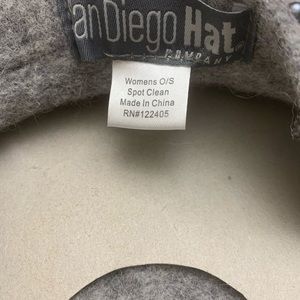 an Diego Hat
COMPANY
Womens O/S
Spot Clean
Made In China
RN#122405